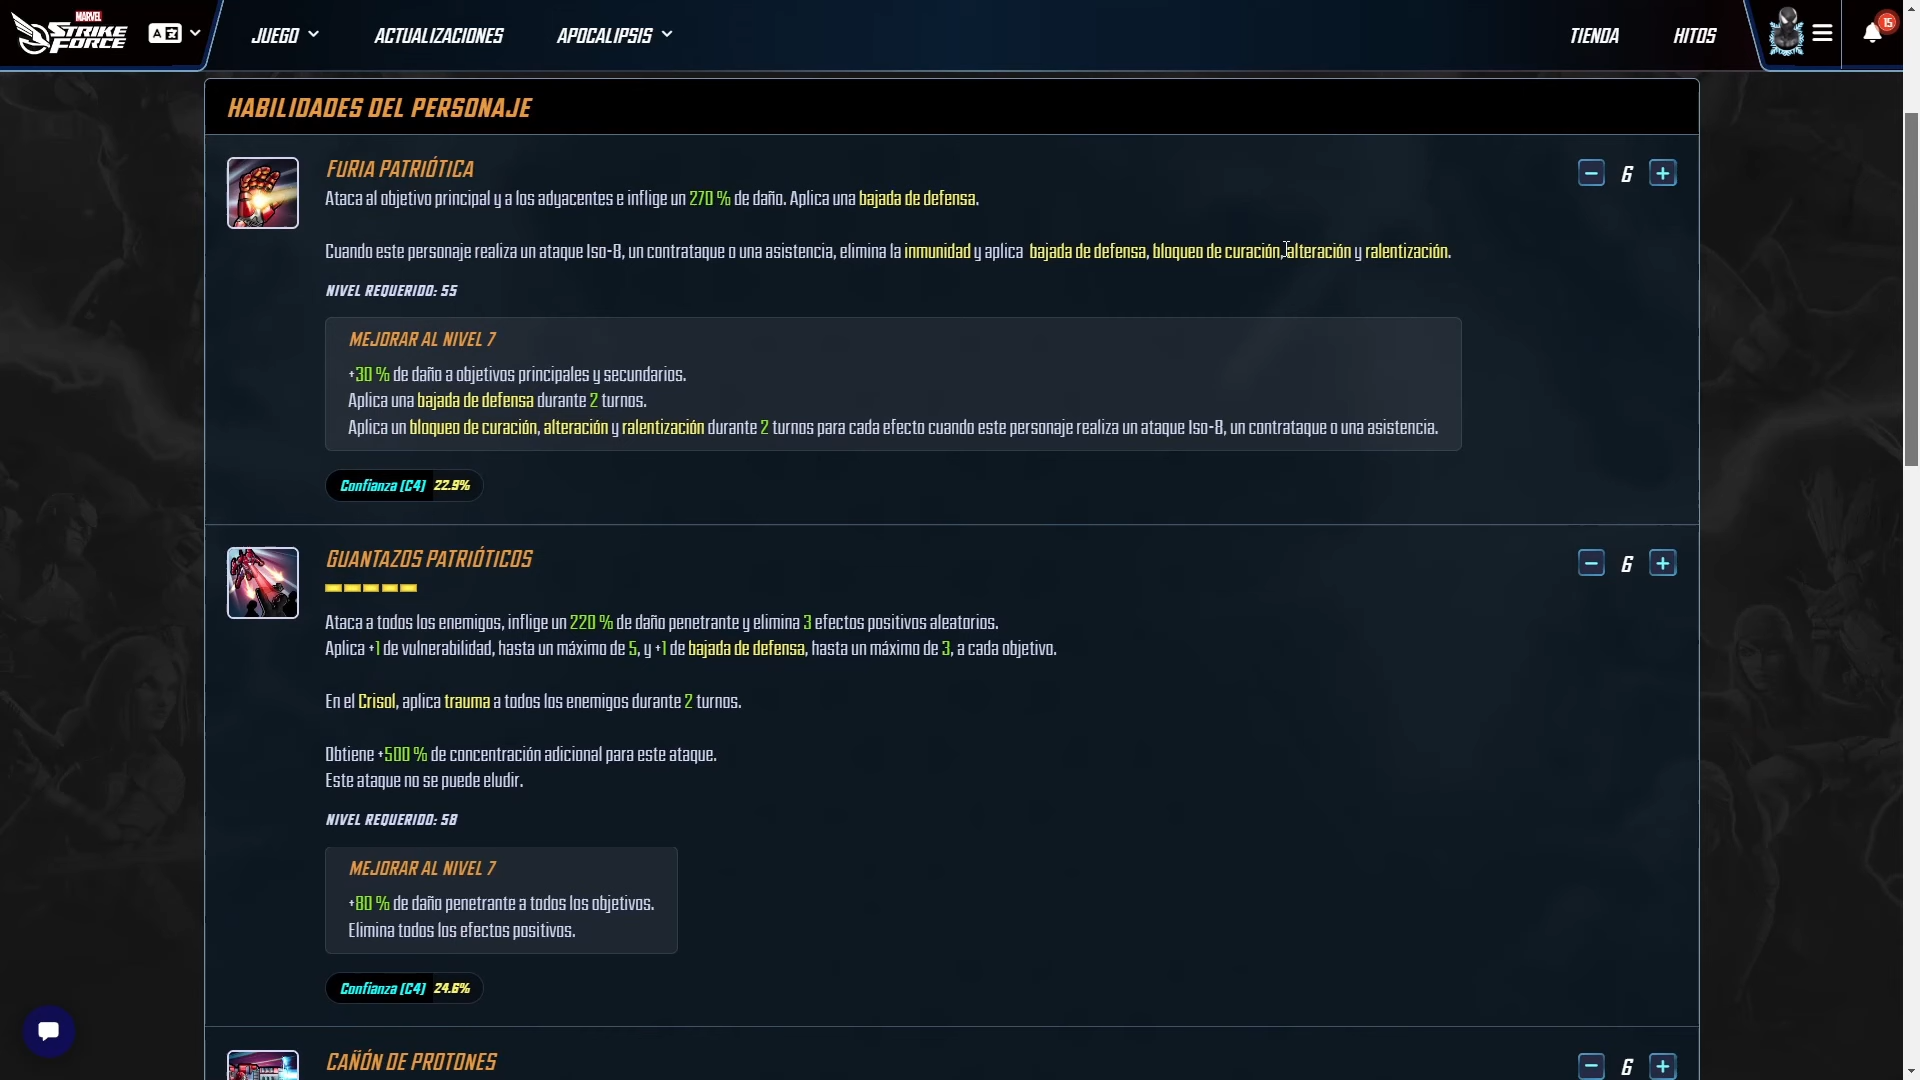 MARVEL
STRIKE
FORCE
JUEGO
ACTUALIZACIONES
APOCALIPSIS
TIENDA
HITOS
15
HABILIDADES DEL PERSONAJE
FURIA PATRIÓTICA
6
Ataca al objetivo principal y a los adyacentes e inflige un 270 % de daño. Aplica una bajada de defensa.
Cuando este personaje realiza un ataque Iso-8, un contrataque o una asistencia, elimina la inmunidad y aplica bajada de defensa, bloqueo de curación, alteración y ralentización.
NIVEL REQUERIDO: 55
MEJORAR AL NIVEL 7
+30 % de daño a objetivos principales y secundarios.
Aplica una bajada de defensa durante 2 turnos.
Aplica un bloqueo de curación, alteración y ralentización durante 2 turnos para cada efecto cuando este personaje realiza un ataque Iso-8, un contrataque o una asistencia.
Confianza (C4) 22.9%
GUANTAZOS PATRIÓTICOS
6
Ataca a todos los enemigos, inflige un 220 % de daño penetrante y elimina 3 efectos positivos aleatorios.
Aplica +1 de vulnerabilidad, hasta un máximo de 5, y +1 de bajada de defensa, hasta un máximo de 3, a cada objetivo.
En el Crisol, aplica trauma a todos los enemigos durante 2 turnos.
Obtiene +500 % de concentración adicional para este ataque.
Este ataque no se puede eludir.
NIVEL REQUERIDO: 58
MEJORAR AL NIVEL 7
+80 % de daño penetrante a todos los objetivos.
Elimina todos los efectos positivos.
Confianza (C4) 24.6%
CAÑÓN DE PROTONES
6